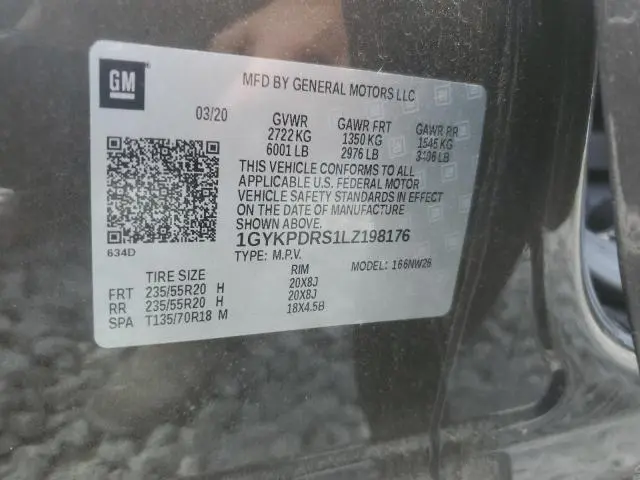 GM
MFD BY GENERAL MOTORS LLC
03/20 GVWR GAWR FRT GAWR RR
2722 KG 1350 KG 1545 KG
6001 LB 2976 LB 3406 LB
THIS VEHICLE CONFORMS TO ALL
APPLICABLE U.S. FEDERAL MOTOR
VEHICLE SAFETY STANDARDS IN EFFECT
ON THE DATE OF MANUFACTURE
SHOWN ABOVE.
1GYKPDRS1LZ198176
634D TYPE: M.P.V. MODEL: 166NW26
TIRE SIZE RIM
FRT 235/55R20 H 20X8J
RR 235/55R20 H 20X8J
SPA T135/70R18 M 18X4.5B